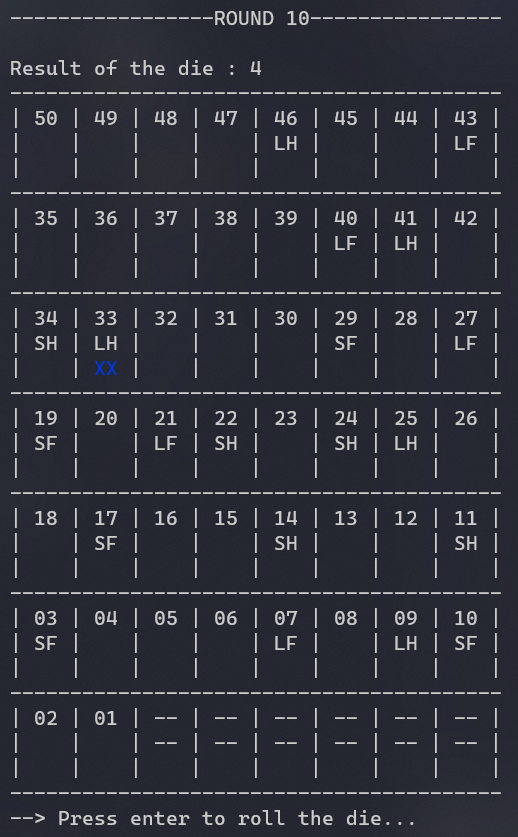 -----------------ROUND 10----------------
Result of the die : 4
-----------------------------------------
| 50 | 49 | 48 | 47 | 46 | 45 | 44 | 43 |
|    |    |    |    | LH |    |    | LF |
|    |    |    |    |    |    |    |    |
-----------------------------------------
| 35 | 36 | 37 | 38 | 39 | 40 | 41 | 42 |
|    |    |    |    |    | LF | LH |    |
|    |    |    |    |    |    |    |    |
-----------------------------------------
| 34 | 33 | 32 | 31 | 30 | 29 | 28 | 27 |
| SH | LH |    |    |    | SF |    | LF |
|    | XX |    |    |    |    |    |    |
-----------------------------------------
| 19 | 20 | 21 | 22 | 23 | 24 | 25 | 26 |
| SF |    | LF | SH |    | SH | LH |    |
|    |    |    |    |    |    |    |    |
-----------------------------------------
| 18 | 17 | 16 | 15 | 14 | 13 | 12 | 11 |
|    | SF |    |    | SH |    |    | SH |
|    |    |    |    |    |    |    |    |
-----------------------------------------
| 03 | 04 | 05 | 06 | 07 | 08 | 09 | 10 |
| SF |    |    |    | LF |    | LH | SF |
|    |    |    |    |    |    |    |    |
-----------------------------------------
| 02 | 01 | -- | -- | -- | -- | -- | -- |
|    |    | -- | -- | -- | -- | -- | -- |
|    |    |    |    |    |    |    |    |
-----------------------------------------
--> Press enter to roll the die...